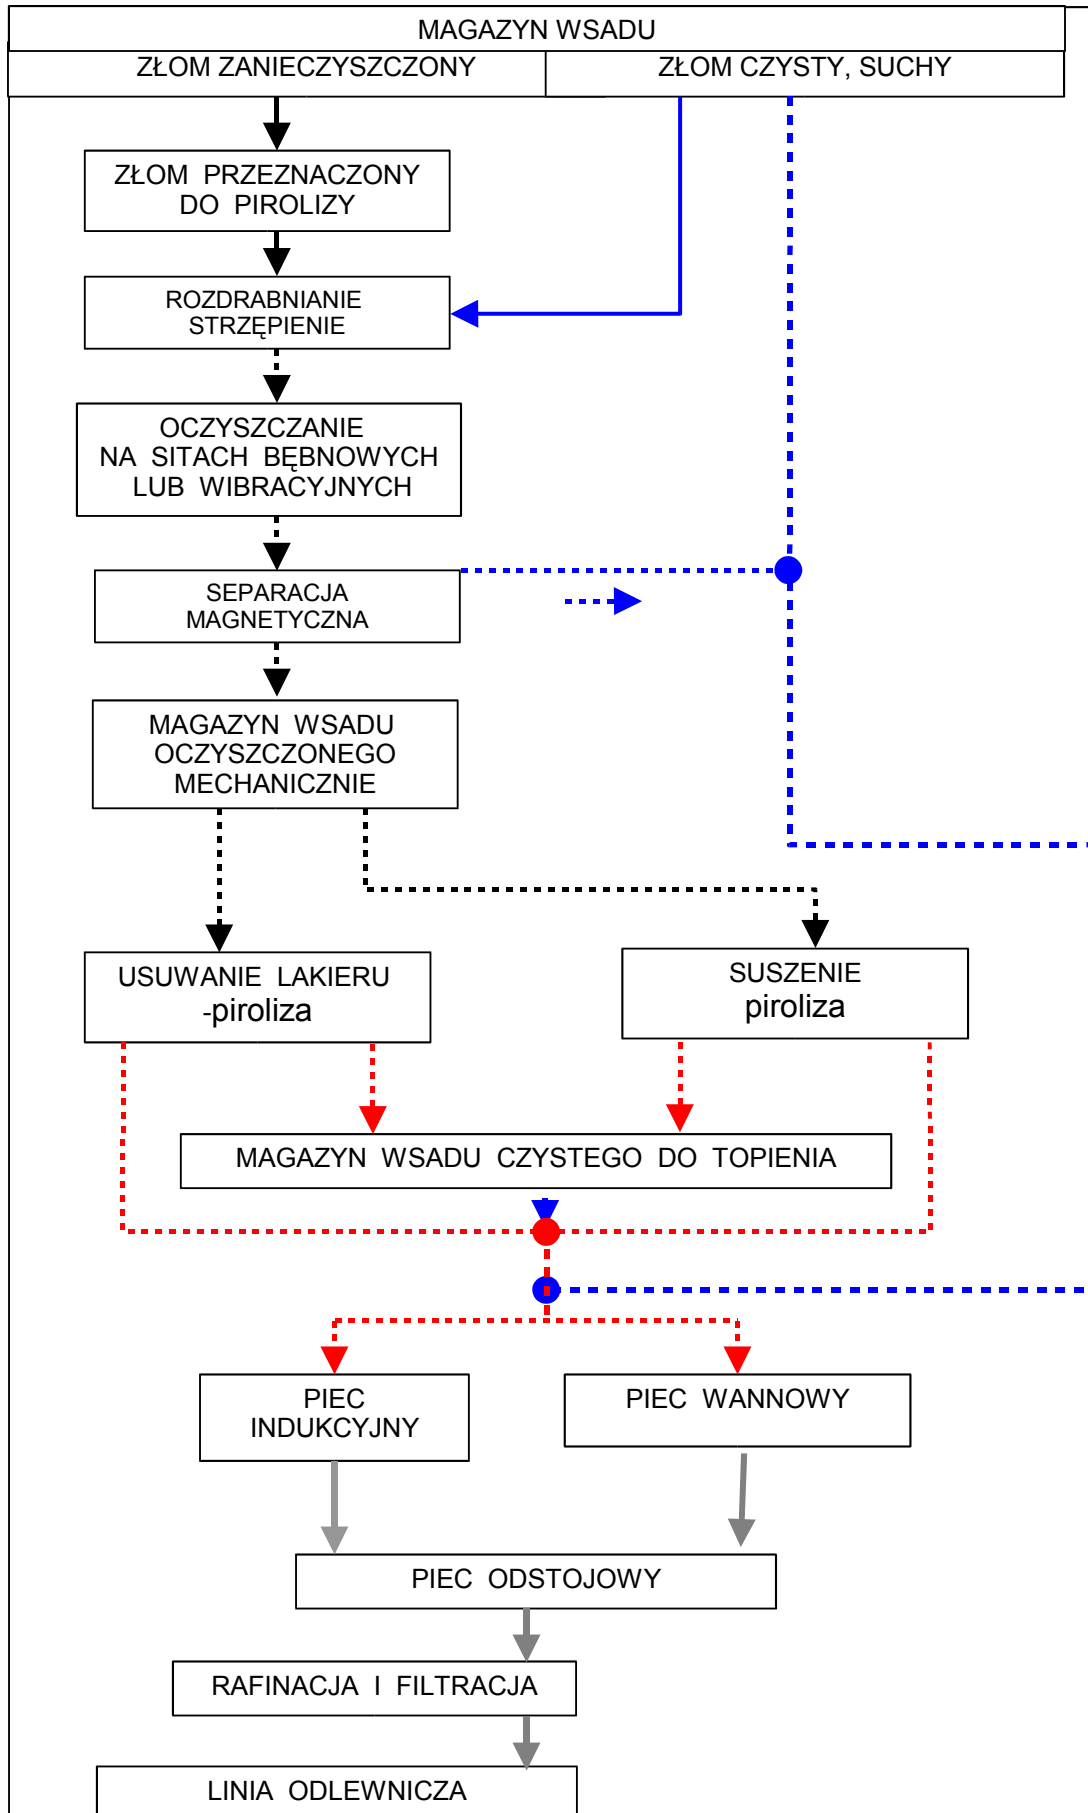 MAGAZYN WSADU
ZŁOM ZANIECZYSZCZONY
ZŁOM CZYSTY, SUCHY
ZŁOM PRZEZNACZONY
DO PIROLIZY
ROZDRABNIANIE
STRZĘPIENIE
OCZYSZCZANIE
NA SITACH BĘBNOWYCH
LUB WIBRACYJNYCH
SEPARACJA
MAGNETYCZNA
MAGAZYN WSADU
OCZYSZCZONEGO
MECHANICZNIE
USUWANIE LAKIERU
-piroliza
SUSZENIE
piroliza
MAGAZYN WSADU CZYSTEGO DO TOPIENIA
PIEC
INDUKCYJNY
PIEC WANNOWY
PIEC ODSTOJOWY
RAFINACJA I FILTRACJA
LINIA ODLEWNICZA